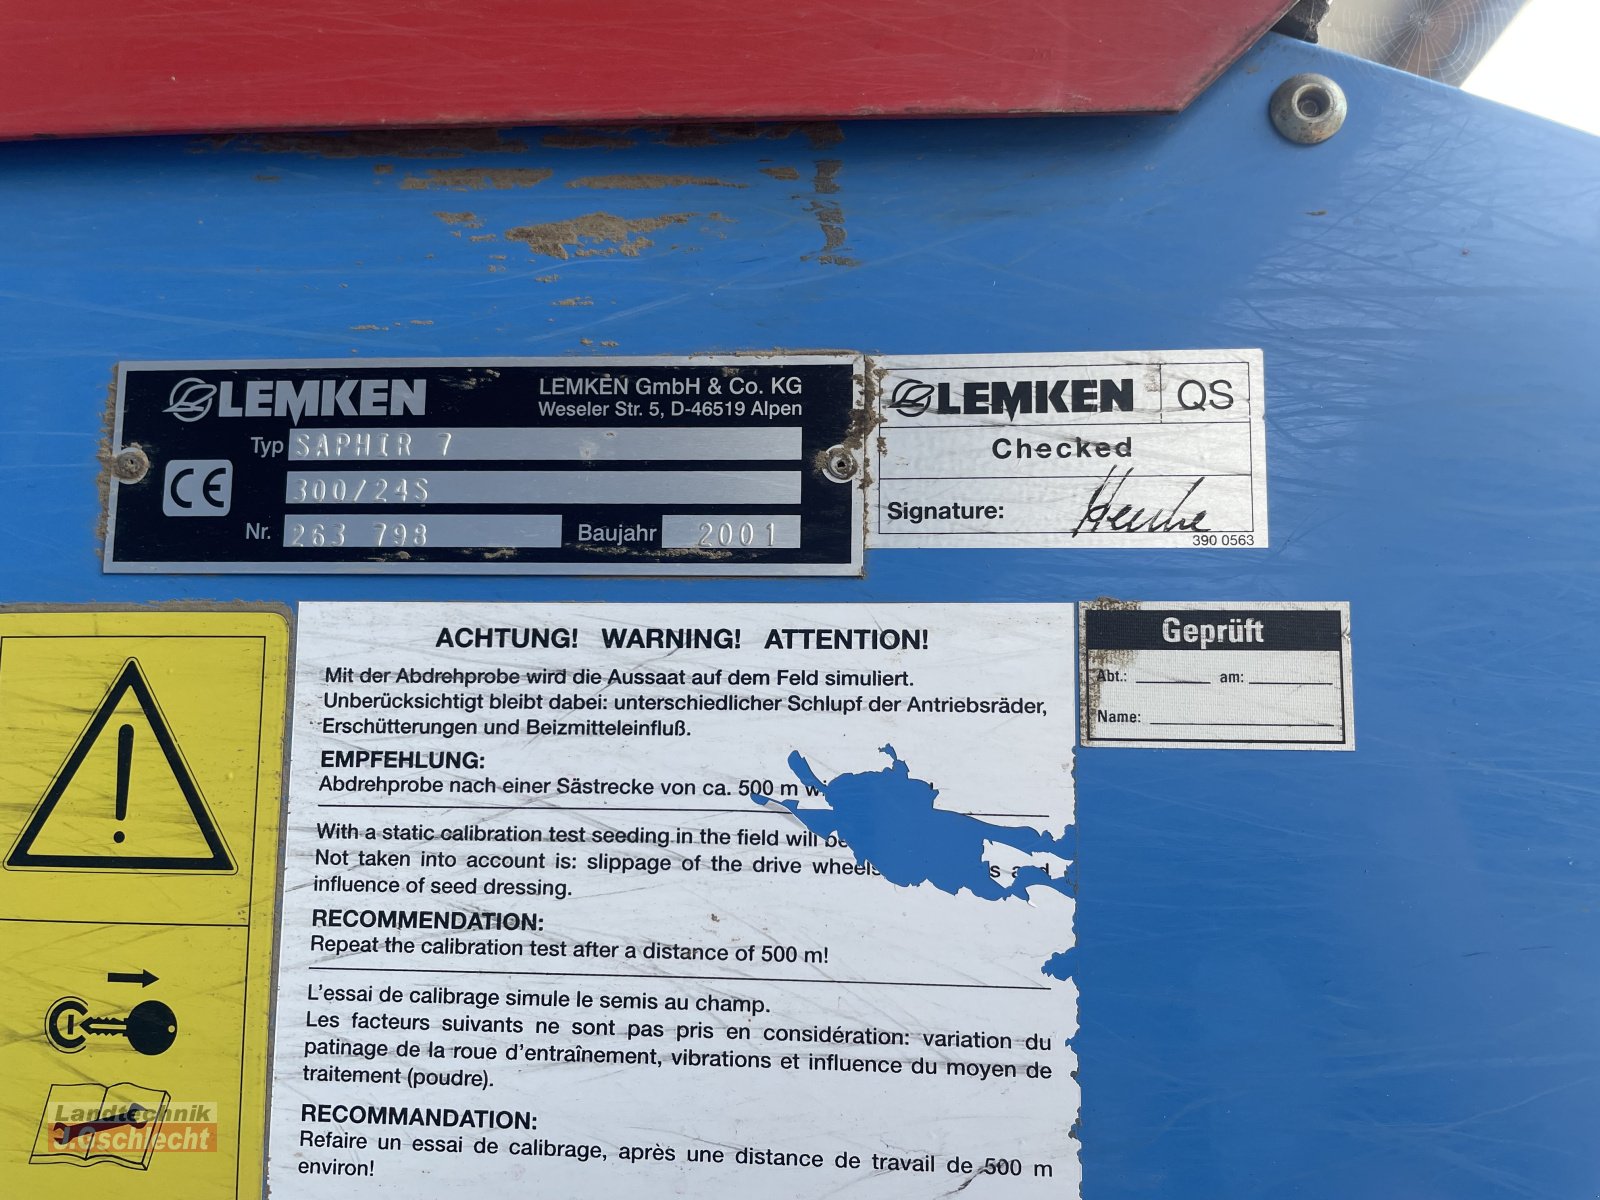 LEMKEN
LEMKEN GmbH & Co. KG
Weseler Str. 5, D-46519 Alpen
Typ SAPHIR 7
300/24S
CE
Nr. 263 798 Baujahr 2001
LEMKEN QS
Checked
Signature:
390 0563
ACHTUNG! WARNING! ATTENTION!
Mit der Abdrehprobe wird die Aussaat auf dem Feld simuliert.
Unberücksichtigt bleibt dabei: unterschiedlicher Schlupf der Antriebsräder,
Erschütterungen und Beizmitteleinfluß.
EMPFEHLUNG:
Abdrehprobe nach einer Sästrecke von ca. 500 m
With a static calibration test seeding in the field will
Not taken into account is: slippage of the drive wheels
influence of seed dressing.
RECOMMENDATION:
Repeat the calibration test after a distance of 500 m!
L'essai de calibrage simule le semis au champ.
Les facteurs suivants ne sont pas pris en considération: variation du
patinage de la roue d'entraînement, vibrations et influence du moyen de
traitement (poudre).
RECOMMANDATION:
Refaire un essai de calibrage, après une distance de travail de 500 m
environ!
Geprüft
Abt.: am:
Name:
Landtechnik
J.Gschlecht